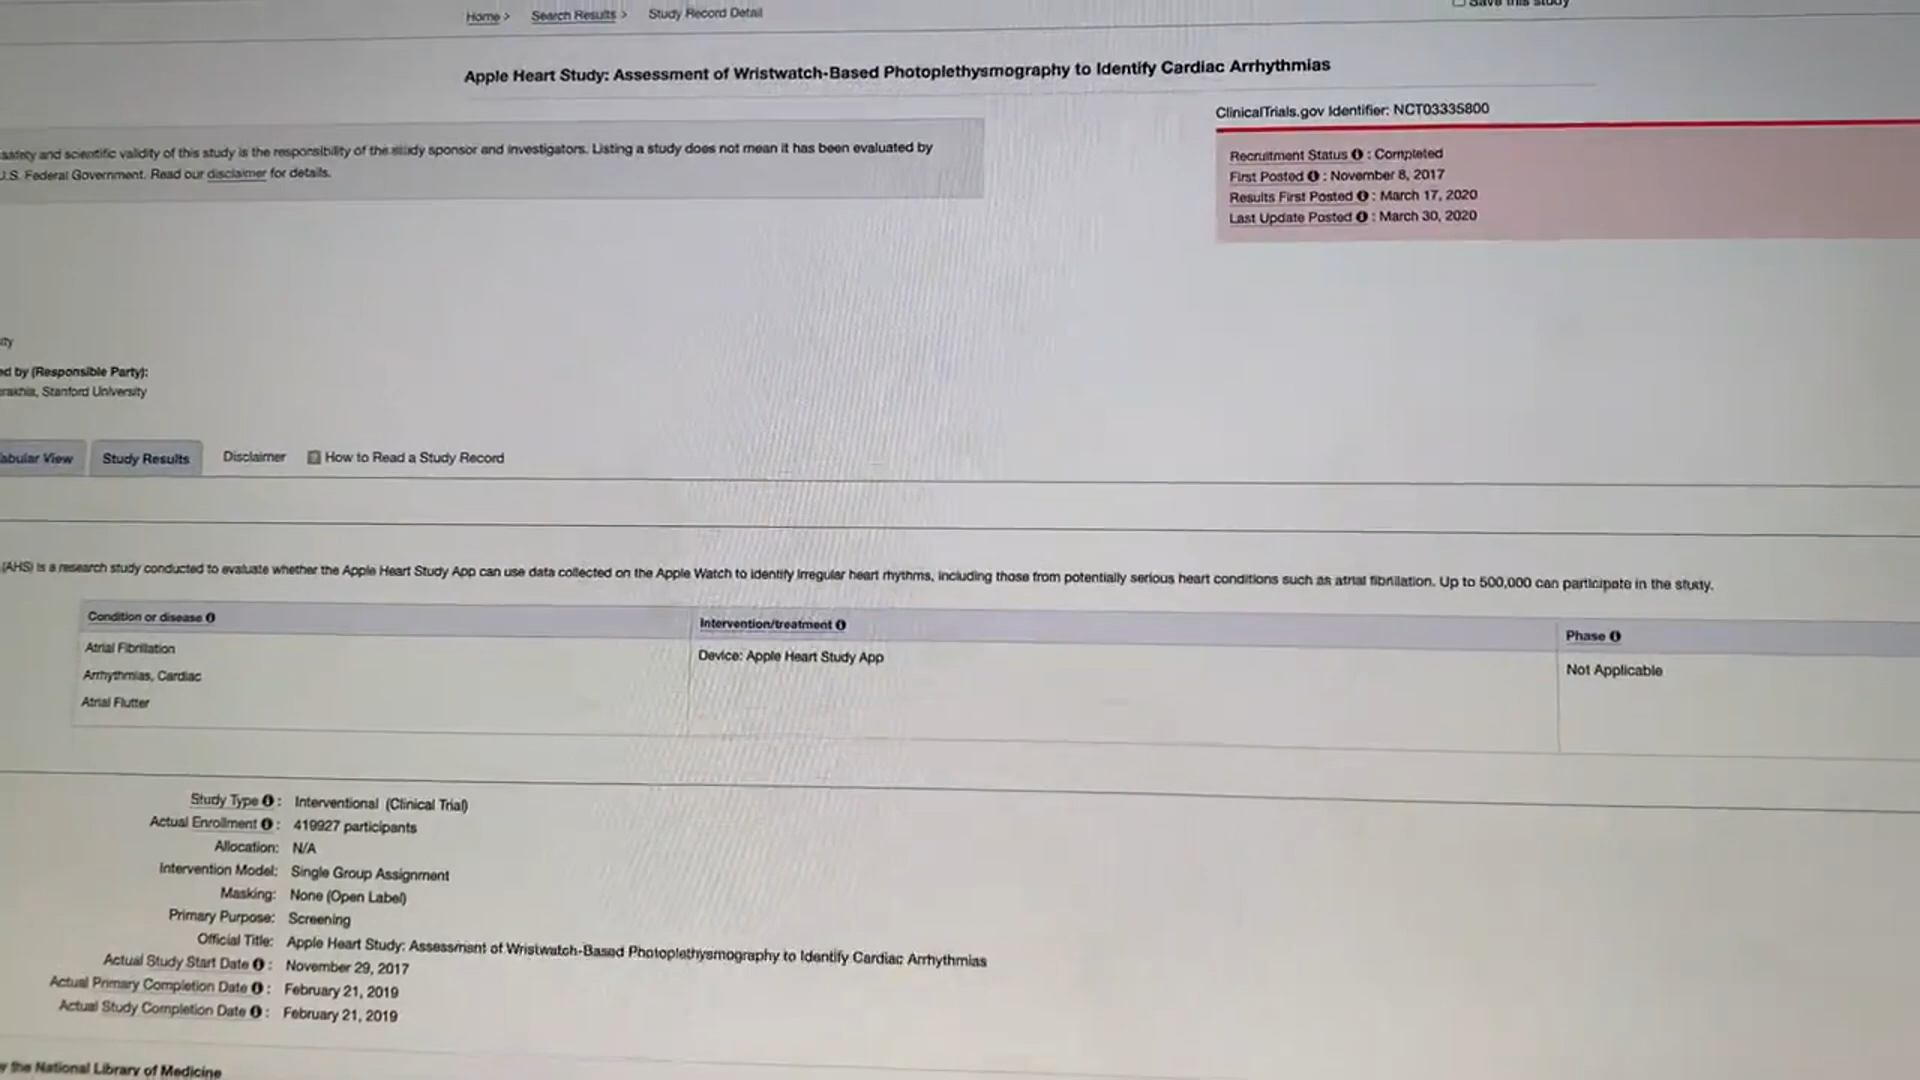 Home > Search Results > Study Record Detail
Save this study
Apple Heart Study: Assessment of Wristwatch-Based Photoplethysmography to Identify Cardiac Arrhythmias
ClinicalTrials.gov Identifier: NCT03335800
safety and scientific validity of this study is the responsibility of the study sponsor and investigators. Listing a study does not mean it has been evaluated by
U.S. Federal Government. Read our disclaimer for details.
Recruitment Status : Completed
First Posted : November 8, 2017
Results First Posted : March 17, 2020
Last Update Posted : March 30, 2020
ed by (Responsible Party):
Stanford University
Tabular View Study Results Disclaimer How to Read a Study Record
(AHS) is a research study conducted to evaluate whether the Apple Heart Study App can use data collected on the Apple Watch to identify irregular heart rhythms, including those from potentially serious heart conditions such as atrial fibrillation. Up to 500,000 can participate in the study.
Condition or disease Intervention/treatment Phase
Atrial Fibrillation Device: Apple Heart Study App Not Applicable
Arrhythmias, Cardiac
Atrial Flutter
Study Type : Interventional (Clinical Trial)
Actual Enrollment : 419927 participants
Allocation: N/A
Intervention Model: Single Group Assignment
Masking: None (Open Label)
Primary Purpose: Screening
Official Title: Apple Heart Study: Assessment of Wristwatch-Based Photoplethysmography to Identify Cardiac Arrhythmias
Actual Study Start Date : November 29, 2017
Actual Primary Completion Date : February 21, 2019
Actual Study Completion Date : February 21, 2019
y the National Library of Medicine